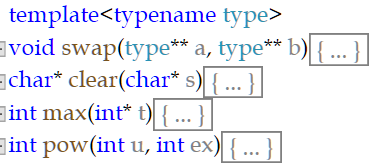 template<typename type>
void swap(type** a, type** b){ ... }
char* clear(char* s){ ... }
int max(int* t){ ... }
int pow(int u, int ex){ ... }